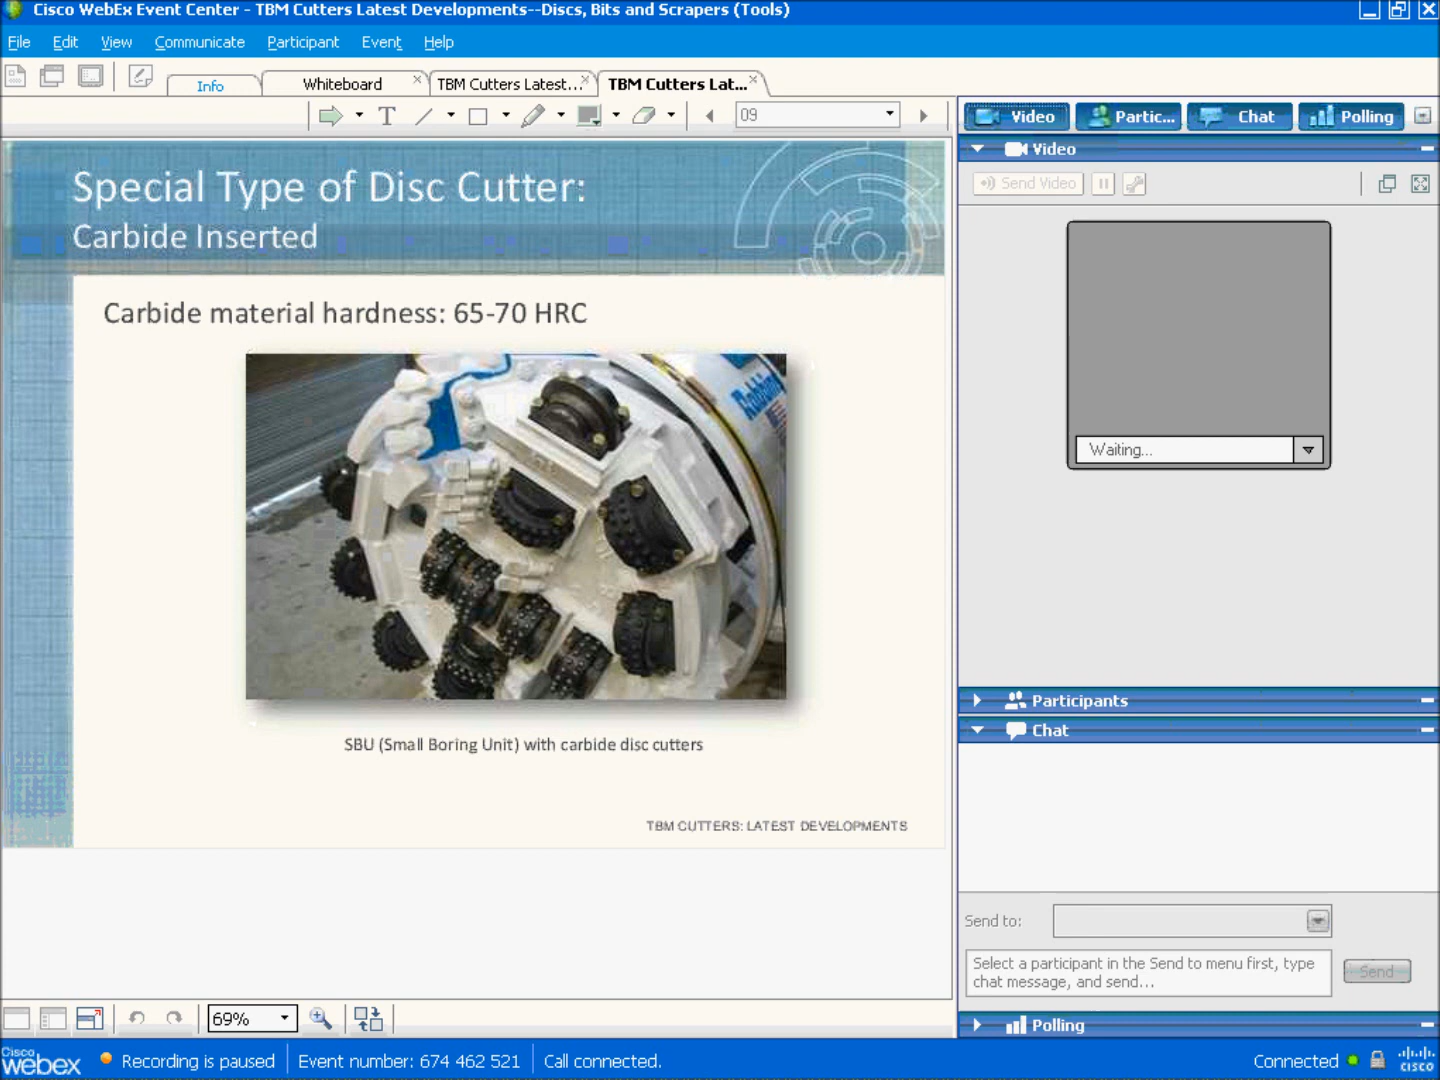 Cisco WebEx Event Center - TBM Cutters Latest Developments--Discs, Bits and Scrapers (Tools)
File Edit View Communicate Participant Event Help
Info Whiteboard TBM Cutters Latest... TBM Cutters Lat...
T 09
Video Partic... Chat Polling
Video
Send Video
Special Type of Disc Cutter:
Carbide Inserted
Carbide material hardness: 65-70 HRC
Robbins
Waiting...
SBU (Small Boring Unit) with carbide disc cutters
TBM CUTTERS: LATEST DEVELOPMENTS
Participants
Chat
Send to:
Select a participant in the Send to menu first, type
chat message, and send...
Send
69%
Polling
Cisco webex
Recording is paused Event number: 674 462 521 Call connected. Connected
CISCO